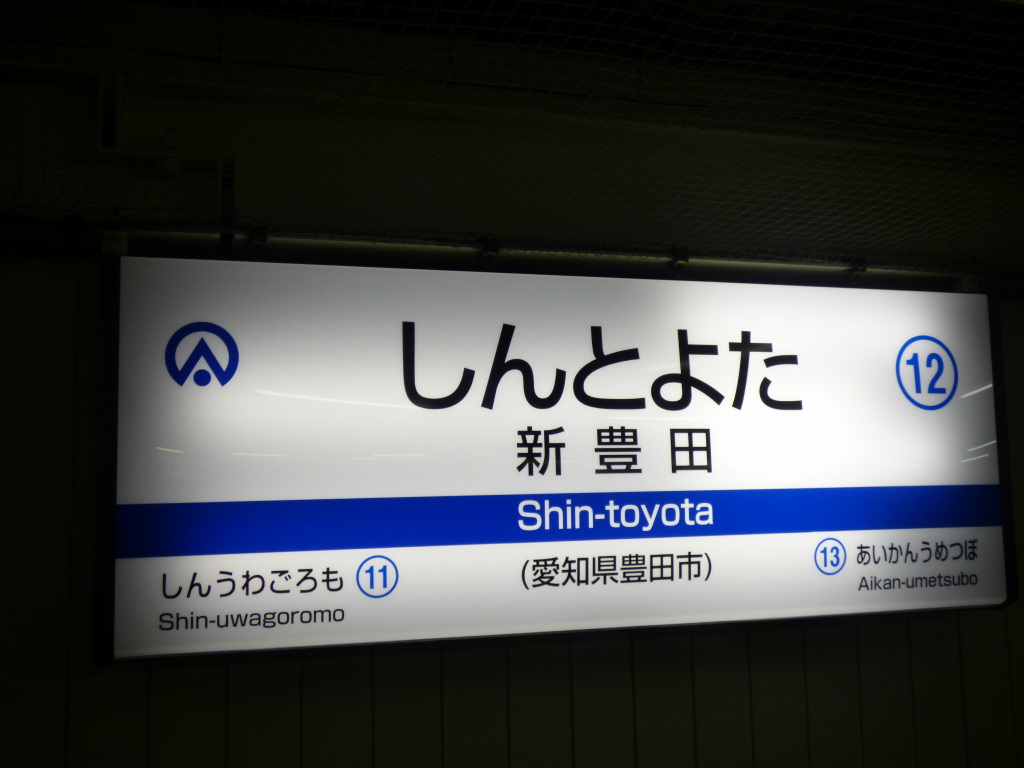 しんとよた
12
新豊田
Shin-toyota
しんうわごろも 11
Shin-uwagoromo
(愛知県豊田市)
13 あいかんうめつぼ
Aikan-umetsubo